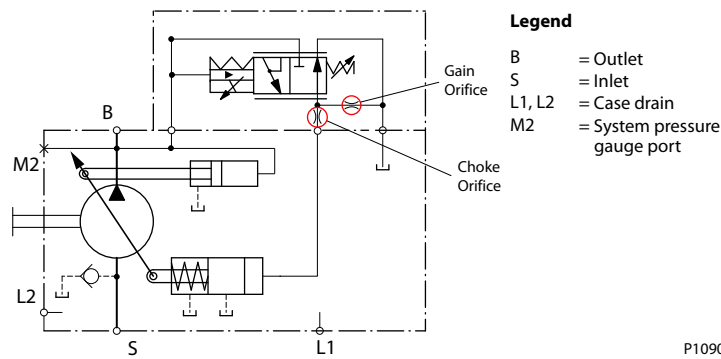 Legend
B = Outlet
S = Inlet
L1, L2 = Case drain
M2 = System pressure
gauge port
Gain
Orifice
B
M2
Choke
Orifice
L2
S
L1
P1090